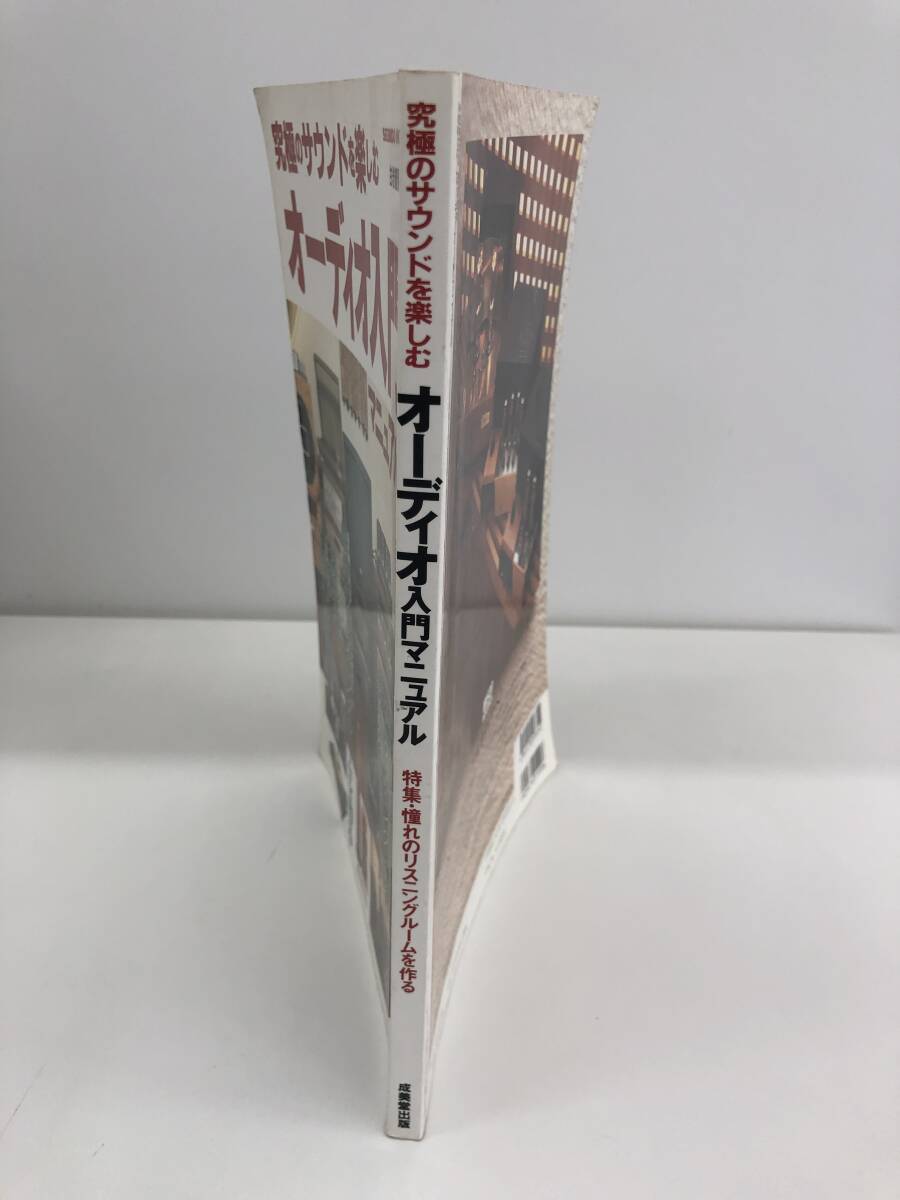 究極のサウンドを楽しむ
オーディオ入門
マニュ
究極のサウンドを楽しむ
オーディオ入門マニュアル
特集・憧れのリスニングルームを作る
成美堂出版